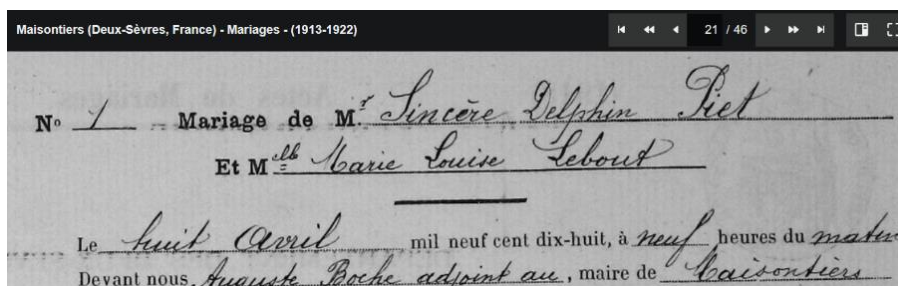 Maisontiers (Deux-Sèvres, France) - Mariages - (1913-1922)
21 / 46
N° 1 Mariage de M.r Sincère Delphin Piet
Et M.elle Marie Louise Lebout
Le huit Avril mil neuf cent dix-huit, à neuf heures du matin
Devant nous, Auguste Boche adjoint au, maire de Maisontiers